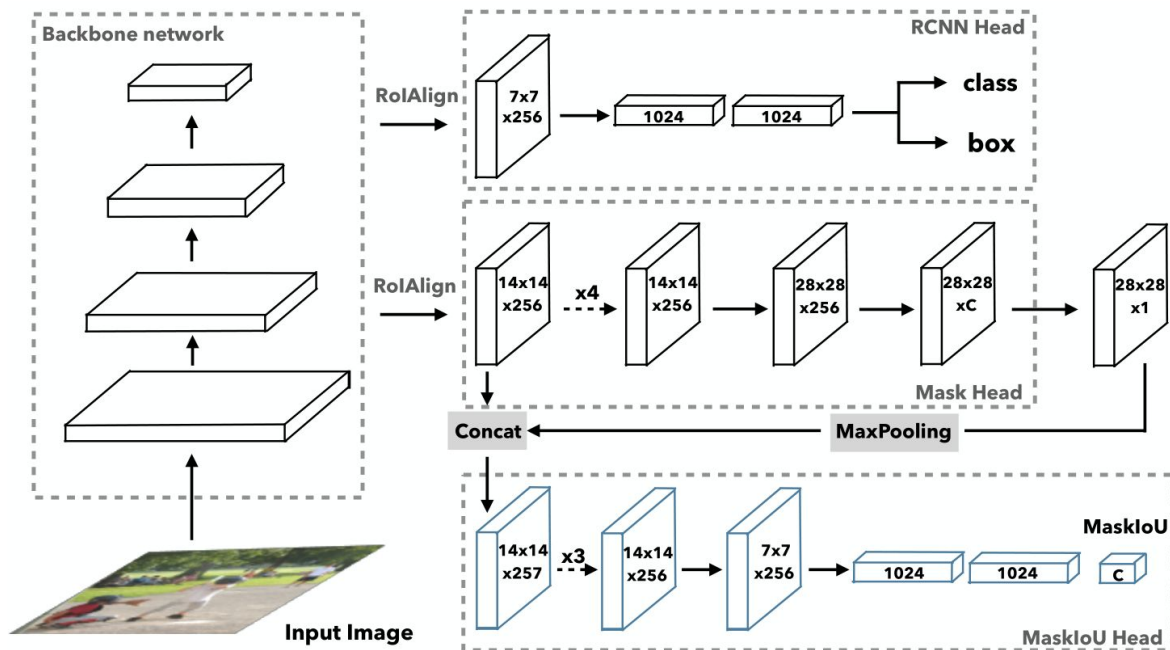 Backbone network
RCNN Head
RoIAlign
7x7
x256
1024
1024
class
box
RoIAlign
14x14
x256
x4
14x14
x256
28x28
x256
28x28
xC
28x28
x1
Mask Head
Concat
MaxPooling
14x14
x257
x3
14x14
x256
7x7
x256
1024
1024
MaskIoU
C
Input Image
MaskIoU Head